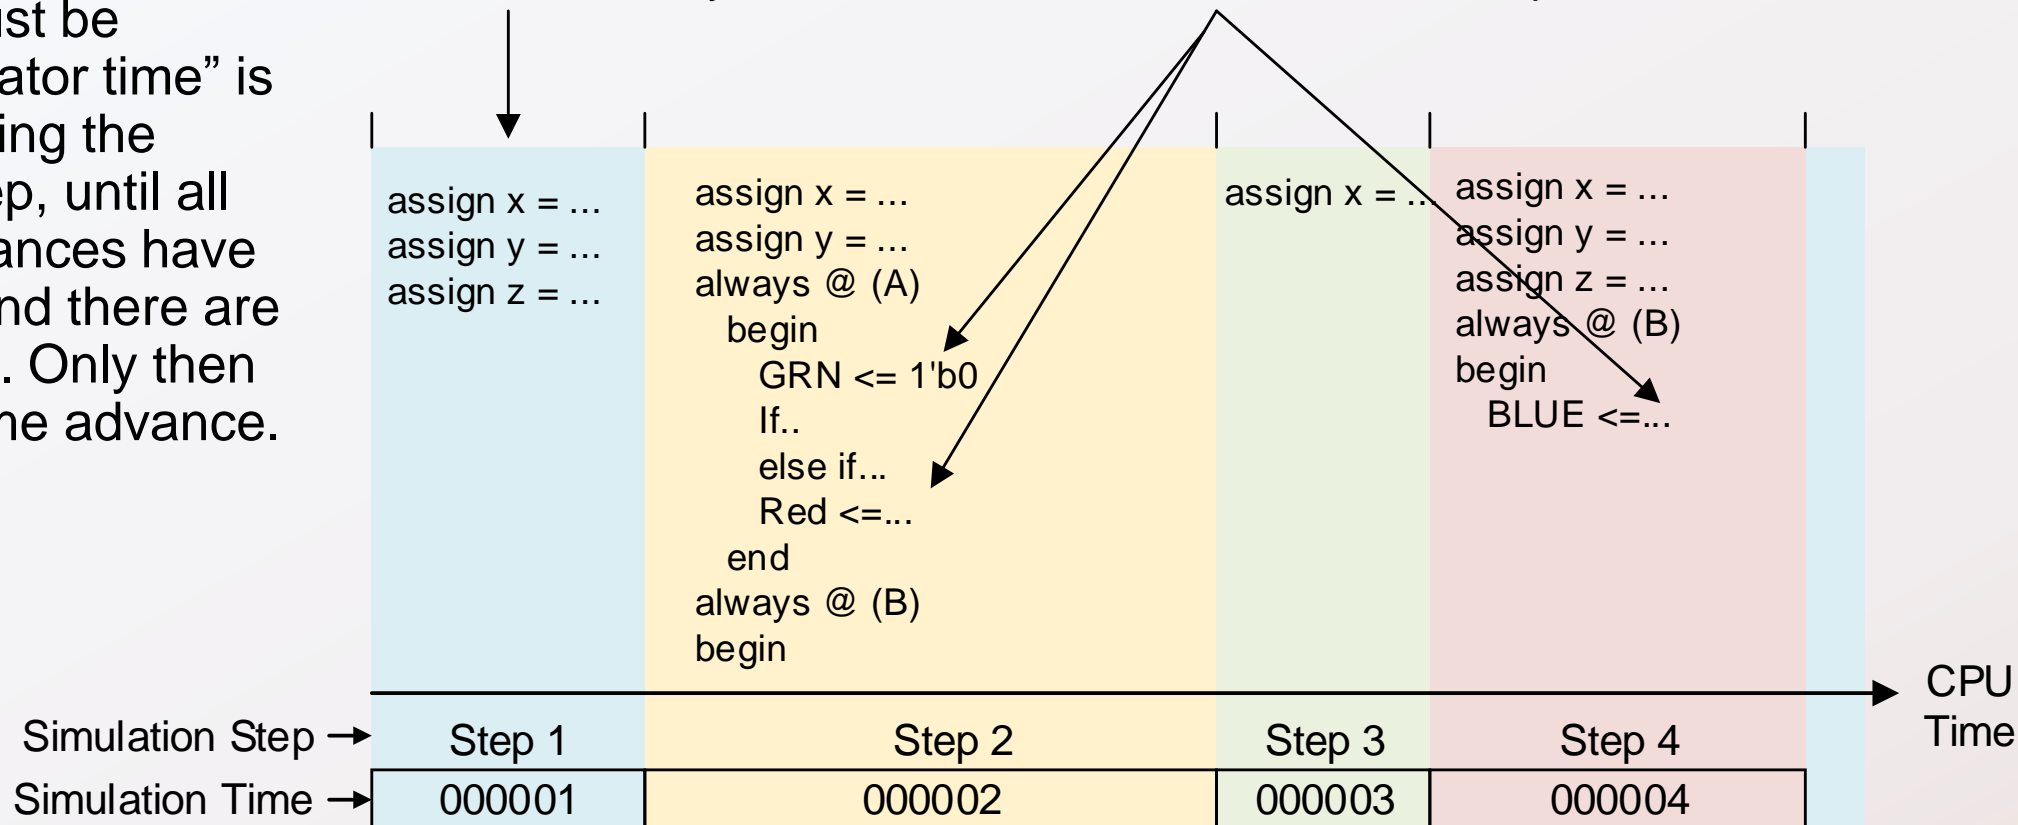 ust be
ator time” is
ing the
ep, until all
ances have
nd there are
. Only then
me advance.
assign x = ...
assign y = ...
assign z = ...
assign x = ...
assign y = ...
always @ (A)
begin
GRN <= 1'b0
If..
else if...
Red <=...
end
always @ (B)
begin
assign x = ...
assign x = ...
assign y = ...
assign z = ...
always @ (B)
begin
BLUE <=...
CPU
Time
Simulation Step
Step 1
Step 2
Step 3
Step 4
Simulation Time
000001
000002
000003
000004